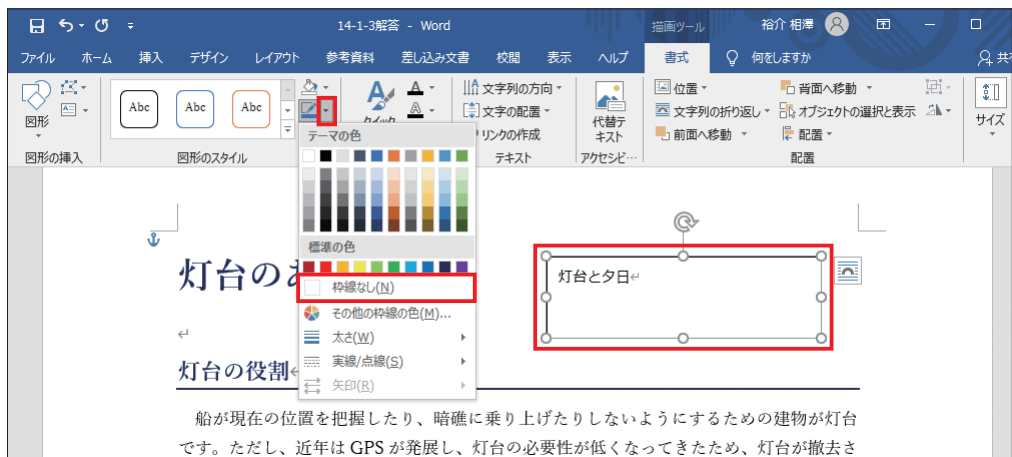 14-1-3解答 - Word
描画ツール
裕介 相澤
ファイル ホーム 挿入 デザイン レイアウト 参考資料 差し込み文書 校閲 表示 ヘルプ 書式 何をしますか
図形
Abc Abc Abc
文字列の方向
文字の配置
リンクの作成
代替テ
キスト
位置
文字列の折り返し
前面へ移動
背面へ移動
オブジェクトの選択と表示
配置
サイズ
図形の挿入 図形のスタイル テキスト アクセシビ… 配置
テーマの色
標準の色
枠線なし(N)
その他の枠線の色(M)...
太さ(W)
実線/点線(S)
矢印(R)
灯台と夕日↵
灯台の
↵
灯台の役割
船が現在の位置を把握したり、暗礁に乗り上げたりしないようにするための建物が灯台
です。ただし、近年は GPS が発展し、灯台の必要性が低くなってきたため、灯台が撤去さ